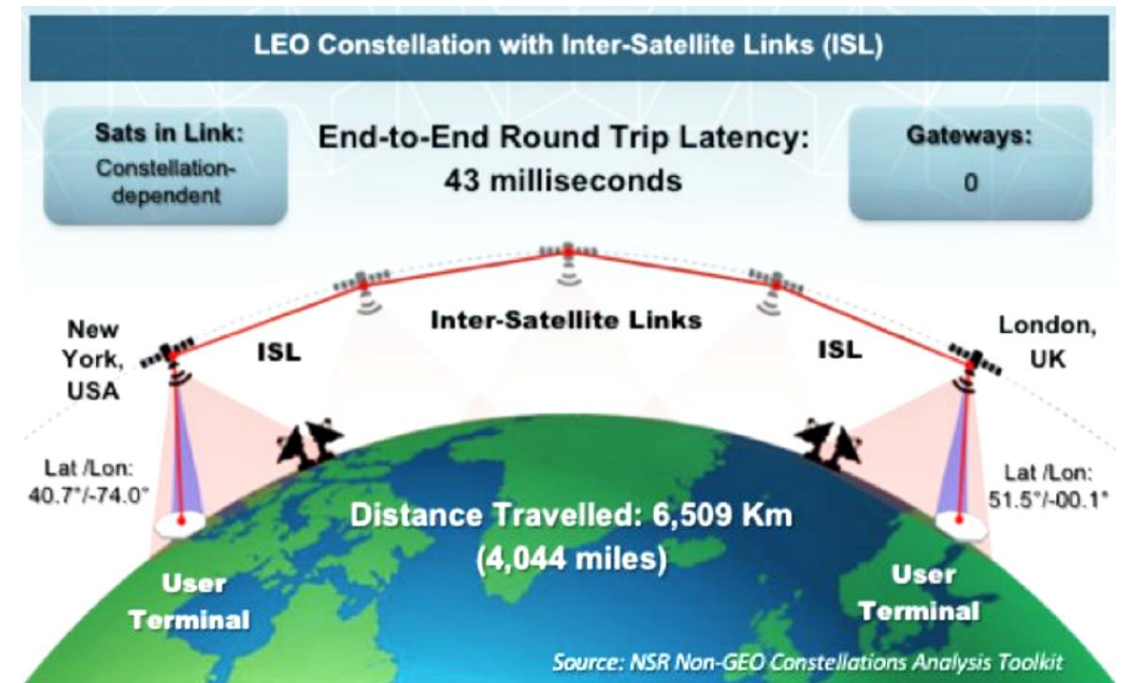 LEO Constellation with Inter-Satellite Links (ISL)
Sats in Link:
Constellation-
dependent
End-to-End Round Trip Latency:
43 milliseconds
Gateways:
0
New
York,
USA
ISL
Inter-Satellite Links
ISL
London,
UK
Lat /Lon:
40.7°/-74.0°
Lat /Lon:
51.5°/-00.1°
Distance Travelled: 6,509 Km
(4,044 miles)
User
Terminal
User
Terminal
Source: NSR Non-GEO Constellations Analysis Toolkit